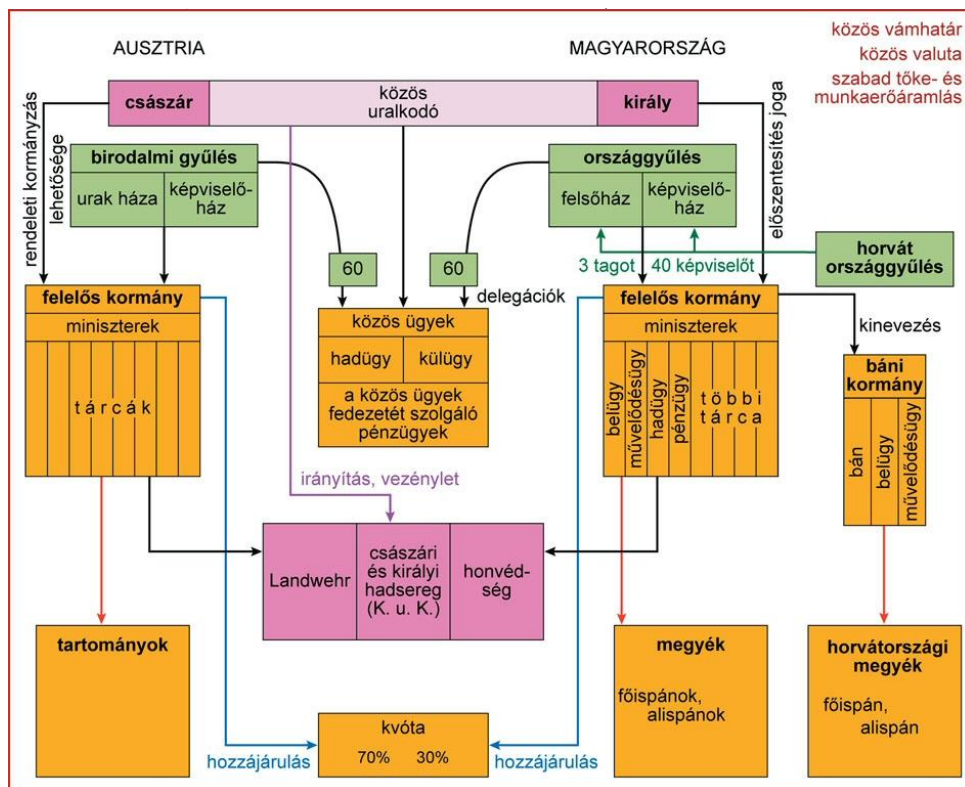 AUSZTRIA
MAGYARORSZÁG
közös vámhatár
közös valuta
szabad tőke- és
munkaerőáramlás
császár
közös
uralkodó
király
rendeleti kormányzás
lehetősége
előszentesítés joga
birodalmi gyűlés
urak háza
képviselő-
ház
országgyűlés
felsőház
képviselő-
ház
horvát
országgyűlés
60
60
3 tagot
40 képviselőt
delegációk
felelős kormány
miniszterek
tárcák
közös ügyek
hadügy
külügy
a közös ügyek
fedezetét szolgáló
pénzügyek
felelős kormány
miniszterek
belügy
művelődésügy
hadügy
pénzügy
többi
tárca
kinevezés
báni
kormány
bán
belügy
művelődésügy
irányítás, vezénylet
Landwehr
császári
és királyi
hadsereg
(K. u. K.)
honvéd-
ség
tartományok
megyék
főispánok,
alispánok
horvátországi
megyék
főispán,
alispán
kvóta
70%
30%
hozzájárulás
hozzájárulás